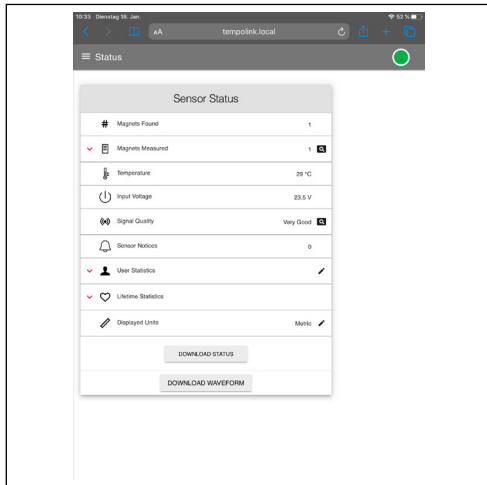 10:33 Dienstag 18. Jan.
52 %
AA
tempolink.local
Status
Sensor Status
# Magnets Found 1
Magnets Measured 1
Temperature 29 °C
Input Voltage 23.5 V
Signal Quality Very Good
Sensor Notices 0
User Statistics
Lifetime Statistics
Displayed Units Metric
DOWNLOAD STATUS
DOWNLOAD WAVEFORM